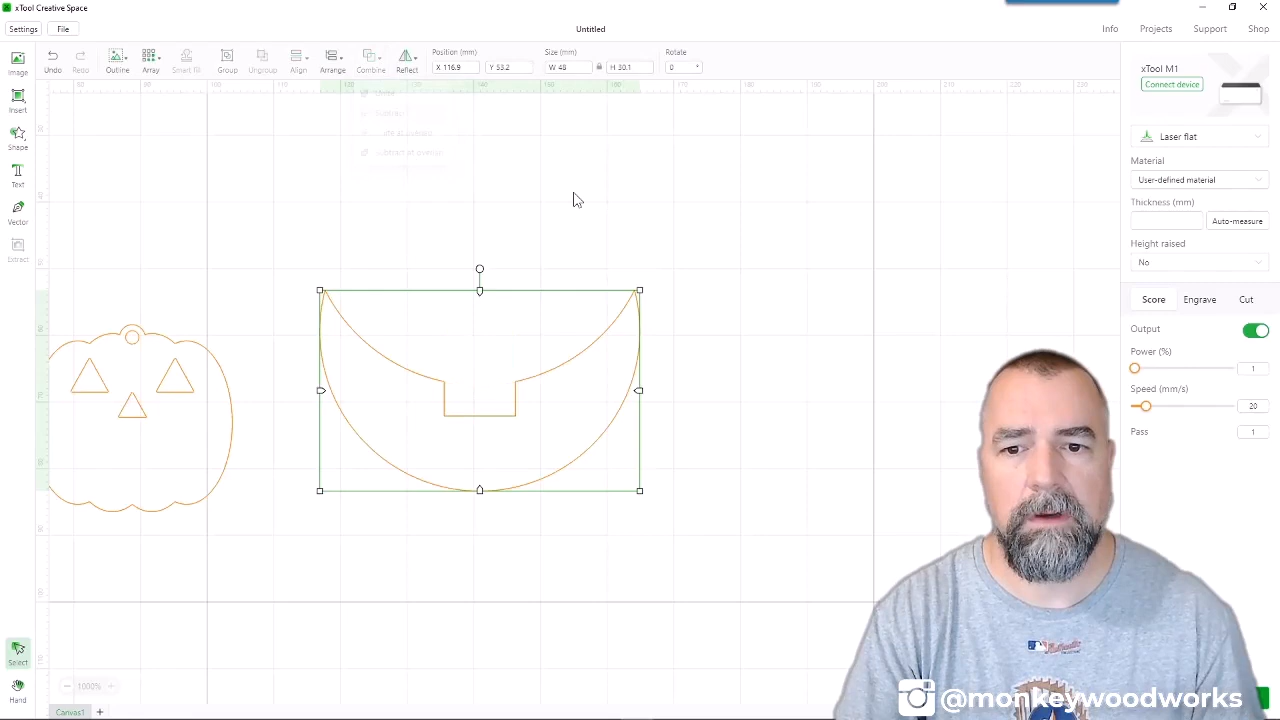 xTool Creative Space
Settings File Untitled Info Projects Support Shop
Image Undo Redo Outline Array Smart fill Group Ungroup Align Arrange Combine Reflect
Position (mm) Size (mm) Rotate
X 116.9 Y 53.2 W 48 H 30.1 0 °
Insert
Shape
Text
Vector
Extract
Select
Hand
1000%
Canvas1 +
xTool M1
Connect device
Laser flat
Material
User-defined material
Thickness (mm)
Auto-measure
Height raised
No
Score Engrave Cut
Output
Power (%)
1
Speed (mm/s)
20
Pass 1
@monkeywoodworks